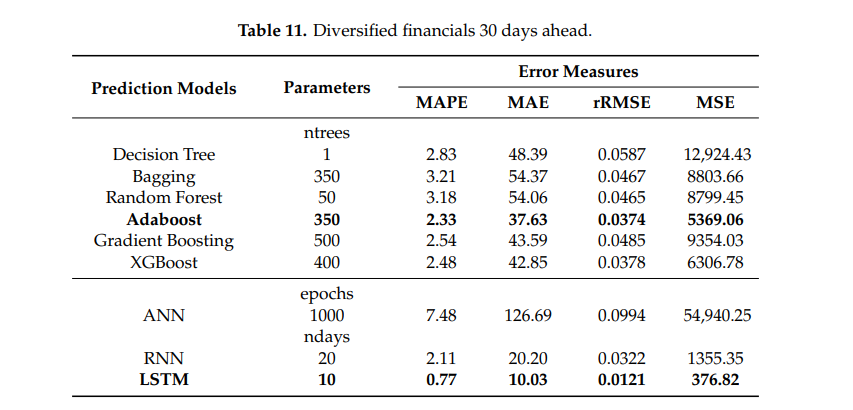 Table 11. Diversified financials 30 days ahead.
Prediction Models Parameters Error Measures
MAPE MAE rRMSE MSE
ntrees
Decision Tree 1 2.83 48.39 0.0587 12,924.43
Bagging 350 3.21 54.37 0.0467 8803.66
Random Forest 50 3.18 54.06 0.0465 8799.45
Adaboost 350 2.33 37.63 0.0374 5369.06
Gradient Boosting 500 2.54 43.59 0.0485 9354.03
XGBoost 400 2.48 42.85 0.0378 6306.78
epochs
ANN 1000 7.48 126.69 0.0994 54,940.25
ndays
RNN 20 2.11 20.20 0.0322 1355.35
LSTM 10 0.77 10.03 0.0121 376.82